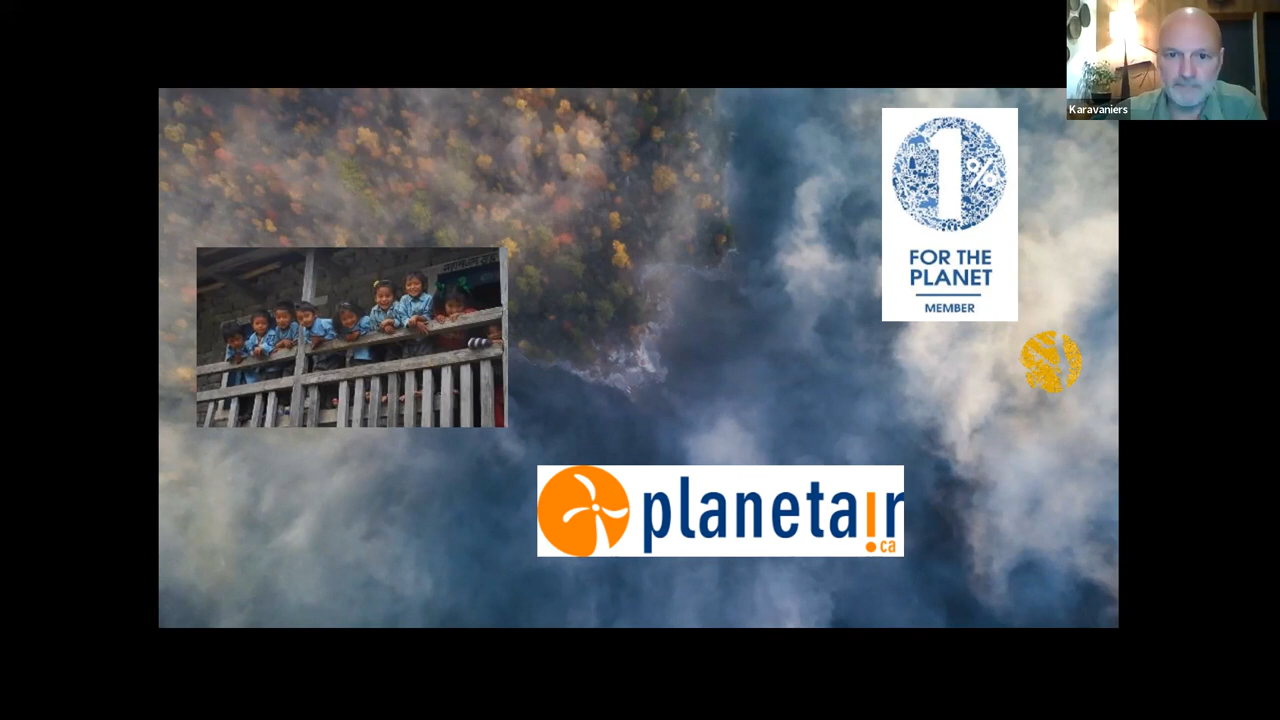 Karavaniers
1%
FOR THE
PLANET
MEMBER
planetair
.ca